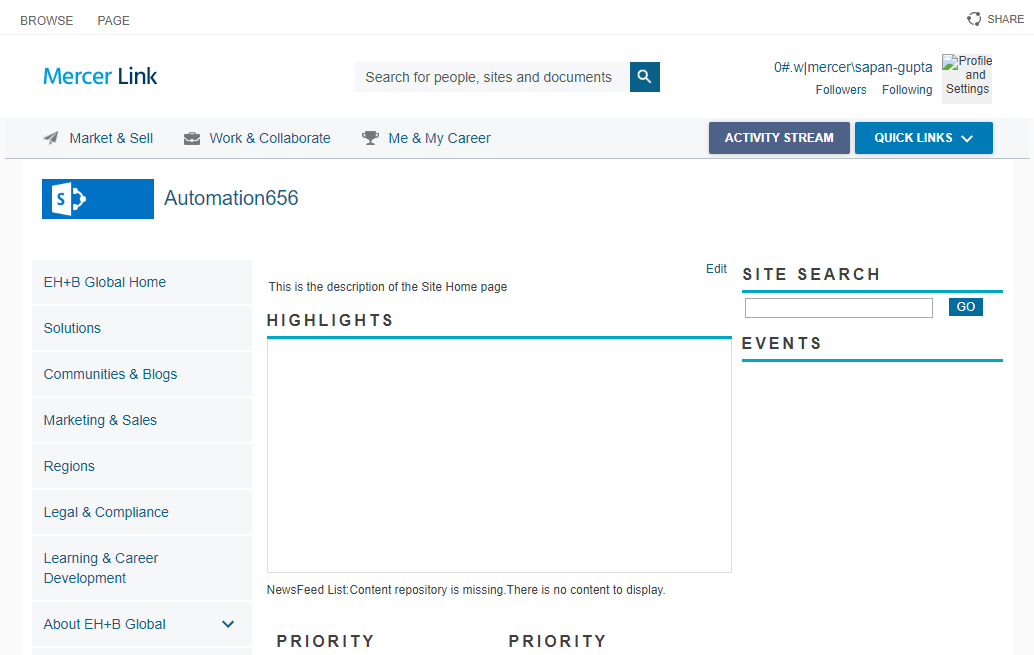 BROWSE PAGE SHARE
Mercer Link
Search for people, sites and documents
0#.w|mercer\sapan-gupta
Followers Following
Profile
and
Settings
Market & Sell Work & Collaborate Me & My Career
ACTIVITY STREAM QUICK LINKS
S Automation656
EH+B Global Home
Solutions
Communities & Blogs
Marketing & Sales
Regions
Legal & Compliance
Learning & Career
Development
About EH+B Global
Edit
This is the description of the Site Home page
HIGHLIGHTS
NewsFeed List:Content repository is missing.There is no content to display.
PRIORITY PRIORITY
SITE SEARCH
GO
EVENTS